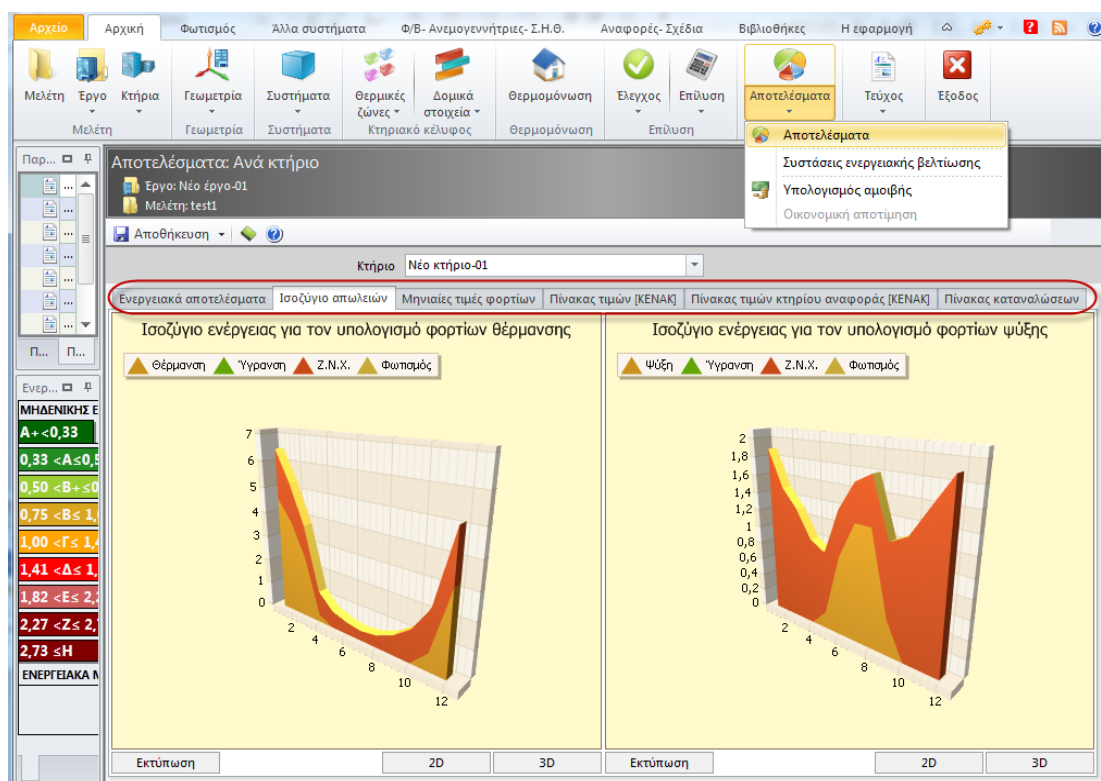 Αρχείο Αρχική Φωτισμός Άλλα συστήματα Φ/Β- Ανεμογεννήτριες- Σ.Η.Θ. Αναφορές- Σχέδια Βιβλιοθήκες Η εφαρμογή
Μελέτη Έργο Κτήρια Γεωμετρία Συστήματα Θερμικές ζώνες Δομικά στοιχεία Θερμομόνωση Έλεγχος Επίλυση Αποτελέσματα Τεύχος Έξοδος
Μελέτη Γεωμετρία Συστήματα Κτηριακό κέλυφος Θερμομόνωση Επίλυση
Αποτελέσματα
Συστάσεις ενεργειακής βελτίωσης
Υπολογισμός αμοιβής
Οικονομική αποτίμηση
Παρ...
...
...
...
...
...
...
...
Π... Π...
Ενερ...
ΜΗΔΕΝΙΚΗΣ Ε
Α+<0,33
0,33 <Α≤0,5
0,50 <Β+≤0
0,75 <Β≤ 1,0
1,00 <Γ≤ 1,4
1,41 <Δ≤ 1,
1,82 <Ε≤ 2,2
2,27 <Ζ≤ 2,7
2,73 ≤Η
ΕΝΕΡΓΕΙΑΚΑ Μ
Αποτελέσματα: Ανά κτήριο
Έργο: Νέο έργο-01
Μελέτη: test1
Αποθήκευση
Κτήριο Νέο κτήριο-01
Ενεργειακά αποτελέσματα Ισοζύγιο απωλειών Μηνιαίες τιμές φορτίων Πίνακας τιμών [ΚΕΝΑΚ] Πίνακας τιμών κτηρίου αναφοράς [ΚΕΝΑΚ] Πίνακας καταναλώσεων
Ισοζύγιο ενέργειας για τον υπολογισμό φορτίων θέρμανσης
Θέρμανση Ύγρανση Ζ.Ν.Χ. Φωτισμός
7
6
5
4
3
2
1
0
2
4
6
8
10
12
Ισοζύγιο ενέργειας για τον υπολογισμό φορτίων ψύξης
Ψύξη Ύγρανση Ζ.Ν.Χ. Φωτισμός
2
1,8
1,6
1,4
1,2
1
0,8
0,6
0,4
0,2
0
2
4
6
8
10
12
Εκτύπωση 2D 3D Εκτύπωση 2D 3D